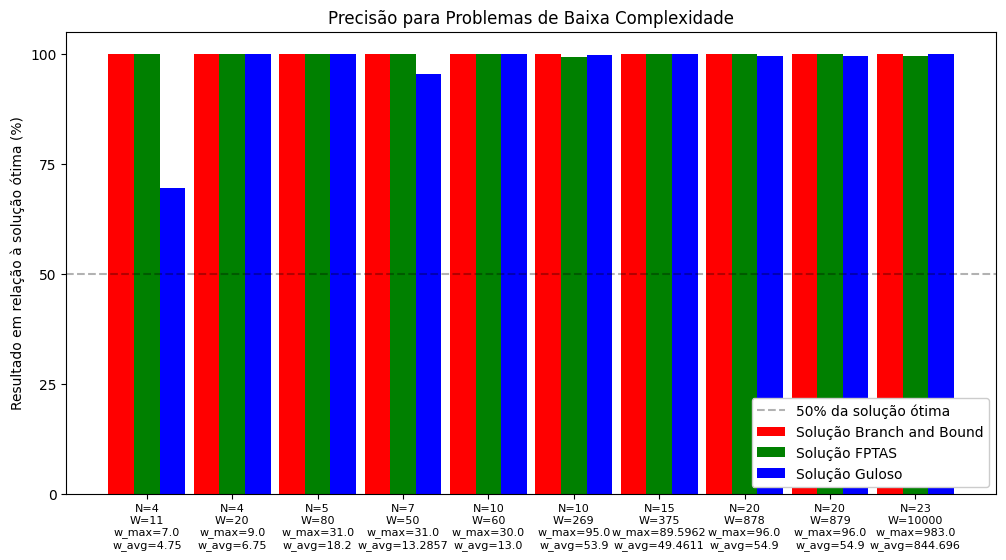 Precisão para Problemas de Baixa Complexidade
Resultado em relação à solução ótima (%)
100
75
50
25
0
50% da solução ótima
Solução Branch and Bound
Solução FPTAS
Solução Guloso
N=4
W=11
w_max=7.0
w_avg=4.75
N=4
W=20
w_max=9.0
w_avg=6.75
N=5
W=80
w_max=31.0
w_avg=18.2
N=7
W=50
w_max=31.0
w_avg=13.2857
N=10
W=60
w_max=30.0
w_avg=13.0
N=10
W=269
w_max=95.0
w_avg=53.9
N=15
W=375
w_max=89.5962
w_avg=49.4611
N=20
W=878
w_max=96.0
w_avg=54.9
N=20
W=879
w_max=96.0
w_avg=54.9
N=23
W=10000
w_max=983.0
w_avg=844.696